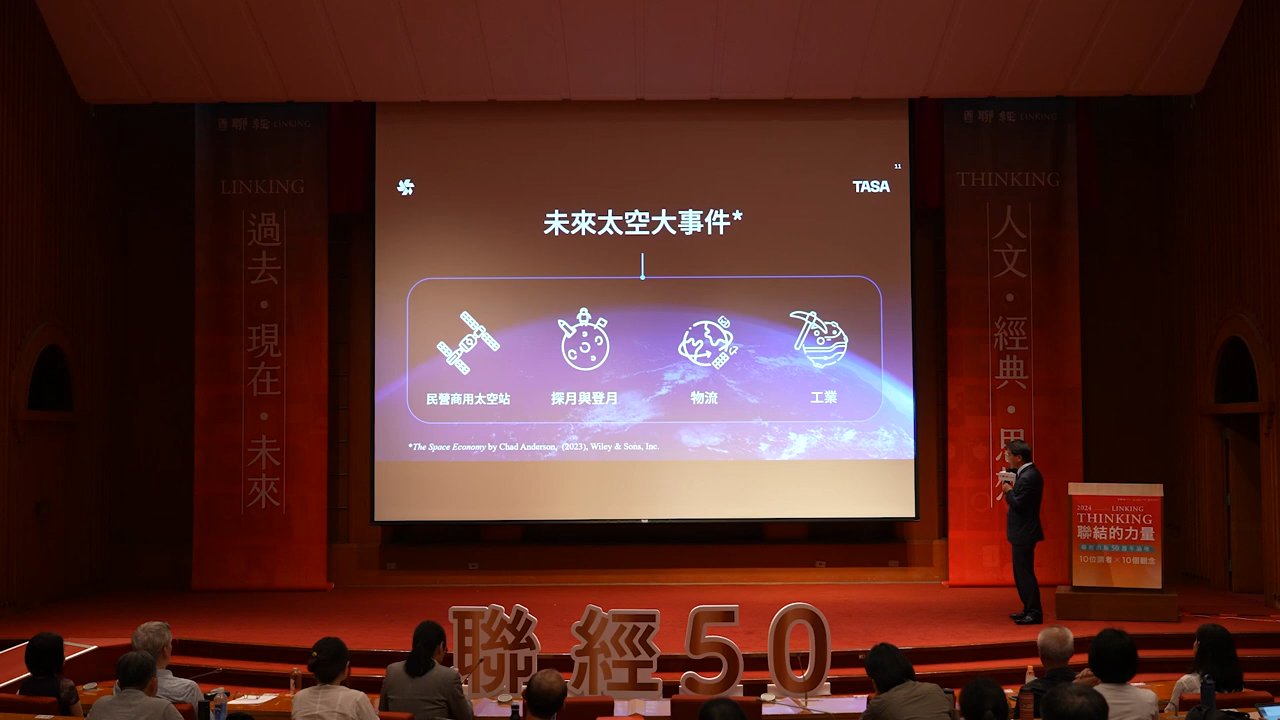 聯經 LINKING
LINKING
過去・現在・未來
11
TASA
未來太空大事件*
民營商用太空站
探月與登月
物流
工業
*The Space Economy by Chad Anderson, (2023), Wiley & Sons, Inc.
聯經 LINKING
THINKING
人文・經典・思
2024
LINKING
THINKING
聯結的力量
10位講者×10個觀念
聯經50